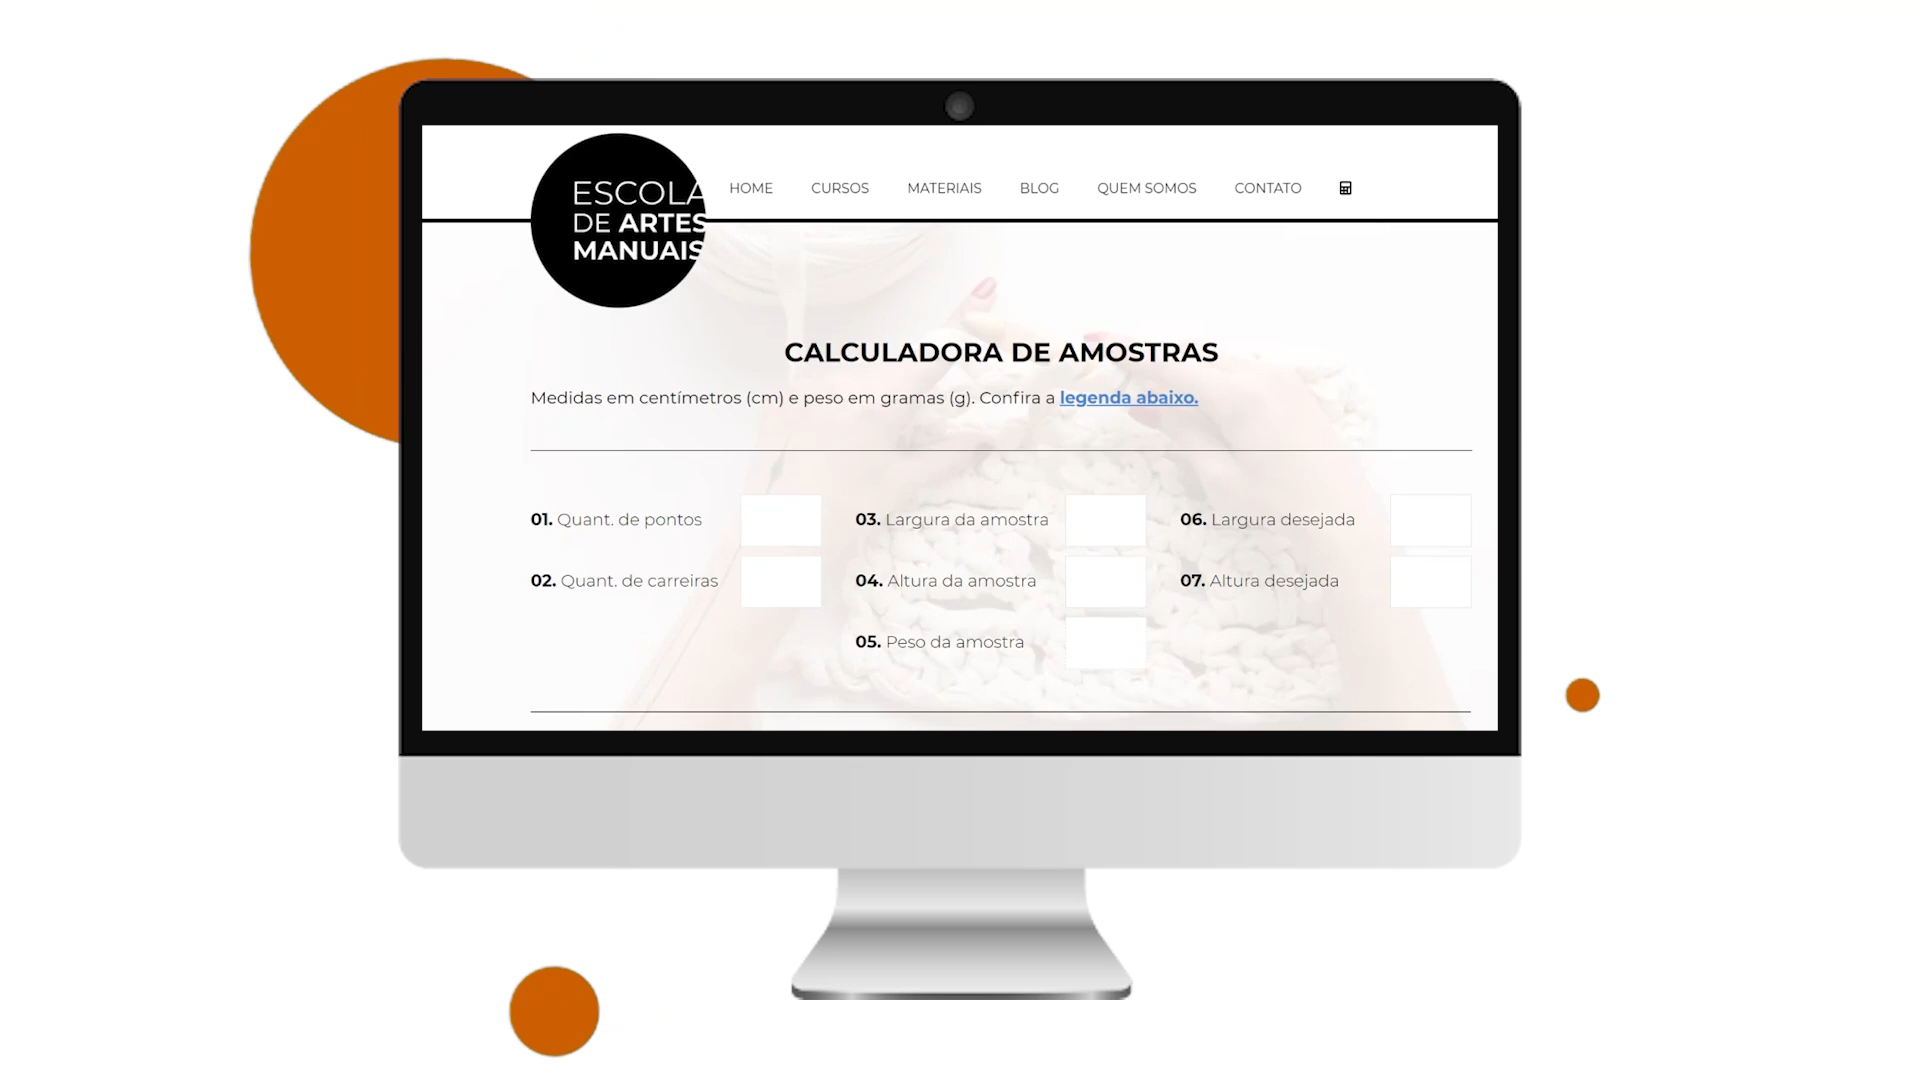 ESCOLA
DE ARTES
MANUAIS
HOME CURSOS MATERIAIS BLOG QUEM SOMOS CONTATO
CALCULADORA DE AMOSTRAS
Medidas em centímetros (cm) e peso em gramas (g). Confira a legenda abaixo.
01. Quant. de pontos
03. Largura da amostra
06. Largura desejada
02. Quant. de carreiras
04. Altura da amostra
07. Altura desejada
05. Peso da amostra